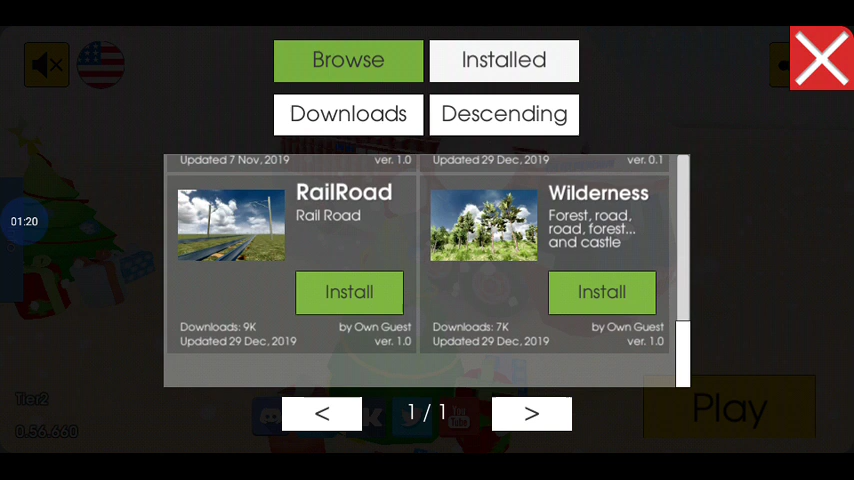 Browse
Installed
Downloads
Descending
Updated 7 Nov, 2019
ver. 1.0
Updated 29 Dec, 2019
ver. 0.1
RailRoad
Rail Road
Install
Downloads: 9K
by Own Guest
Updated 29 Dec, 2019
ver. 1.0
Wilderness
Forest, road,
road, forest...
and castle
Install
Downloads: 7K
by Own Guest
Updated 29 Dec, 2019
ver. 1.0
01:20
< 1 / 1 >
Tier2
0.56.660
You
Tube
Play